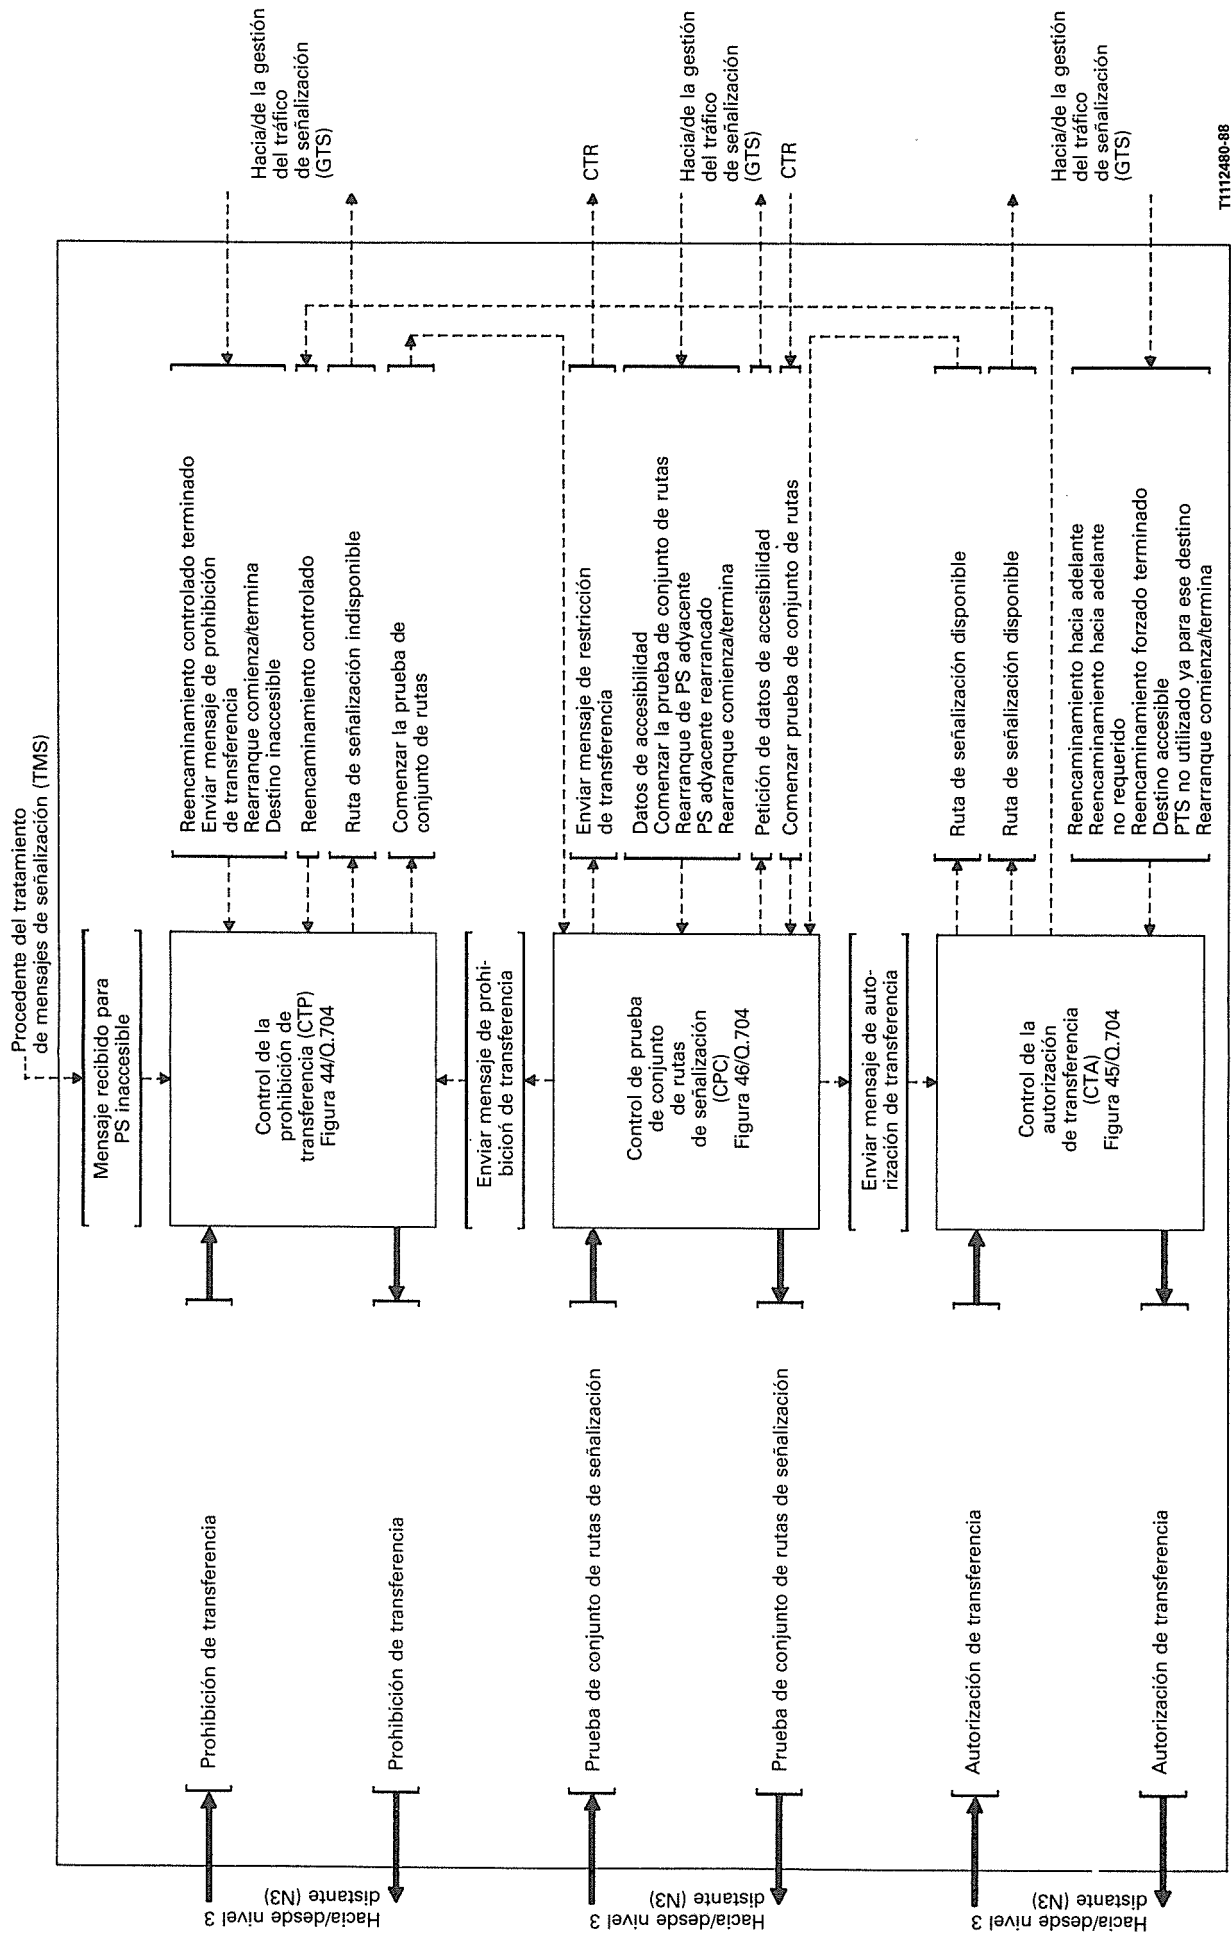 Procedente del tratamiento
de mensajes de señalización (TMS)
Mensaje recibido para
PS inaccesible
Hacia/desde nivel 3
distante (N3)
Prohibición de transferencia
Prohibición de transferencia
Control de la
prohibición de
transferencia (CTP)
Figura 44/Q.704
Reencaminamiento controlado terminado
Enviar mensaje de prohibición
de transferencia
Rearranque comienza/termina
Destino inaccesible
Reencaminamiento controlado
Ruta de señalización indisponible
Comenzar la prueba de
conjunto de rutas
Hacia/de la gestión
del tráfico
de señalización
(GTS)
Enviar mensaje de prohi-
bición de transferencia
Hacia/desde nivel 3
distante (N3)
Prueba de conjunto de rutas de señalización
Prueba de conjunto de rutas de señalización
Control de prueba
de conjunto
de rutas
de señalización
(CPC)
Figura 46/Q.704
Enviar mensaje de restricción
de transferencia
Datos de accesibilidad
Comenzar la prueba de conjunto de rutas
Rearranque de PS adyacente
PS adyacente rearrancado
Rearranque comienza/termina
Petición de datos de accesibilidad
Comenzar prueba de conjunto de rutas
CTR
Hacia/de la gestión
del tráfico
de señalización
(GTS)
CTR
Enviar mensaje de auto-
rización de transferencia
Hacia/desde nivel 3
distante (N3)
Autorización de transferencia
Autorización de transferencia
Control de la
autorización
de transferencia
(CTA)
Figura 45/Q.704
Ruta de señalización disponible
Ruta de señalización disponible
Reencaminamiento hacia adelante
Reencaminamiento hacia adelante
no requerido
Reencaminamiento forzado terminado
Destino accesible
PTS no utilizado ya para ese destino
Rearranque comienza/termina
Hacia/de la gestión
del tráfico
de señalización
(GTS)
T1112480-88